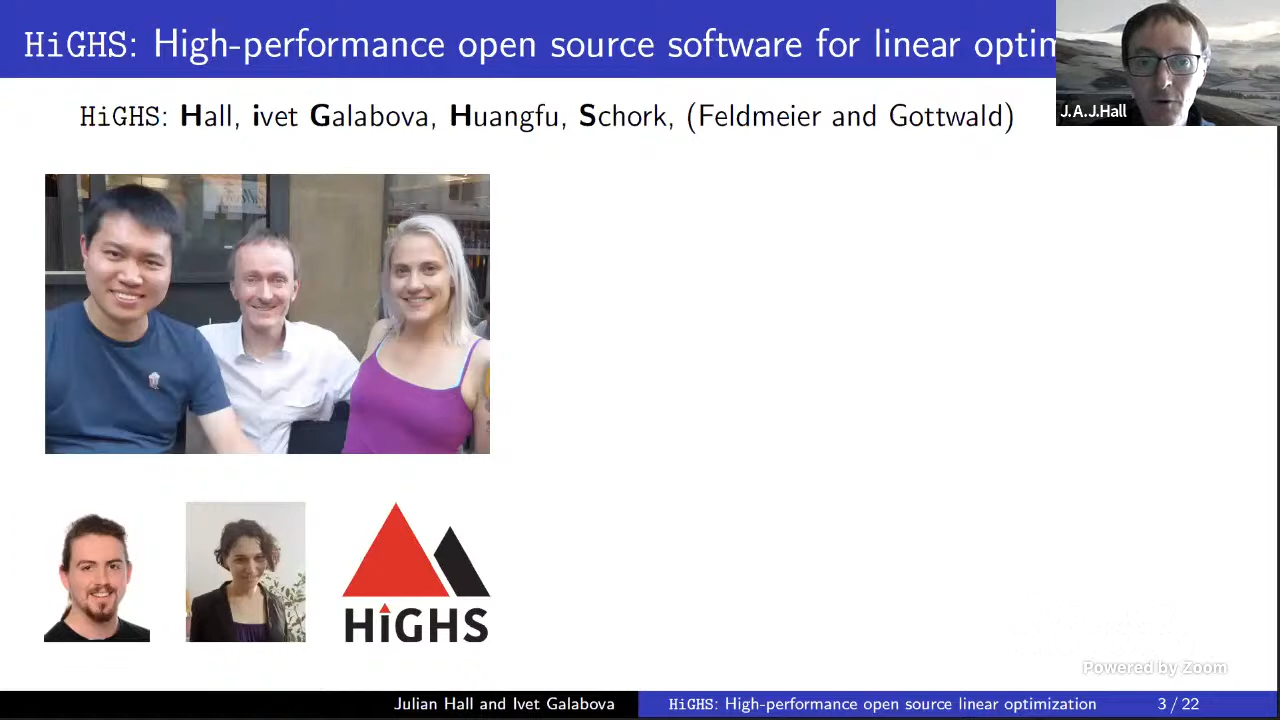 HiGHS: High-performance open source software for linear optim
J.A.J.Hall
HiGHS: Hall, ivet Galabova, Huangfu, Schork, (Feldmeier and Gottwald)
HiGHS
Powered by Zoom
Julian Hall and Ivet Galabova
HiGHS: High-performance open source linear optimization
3 / 22